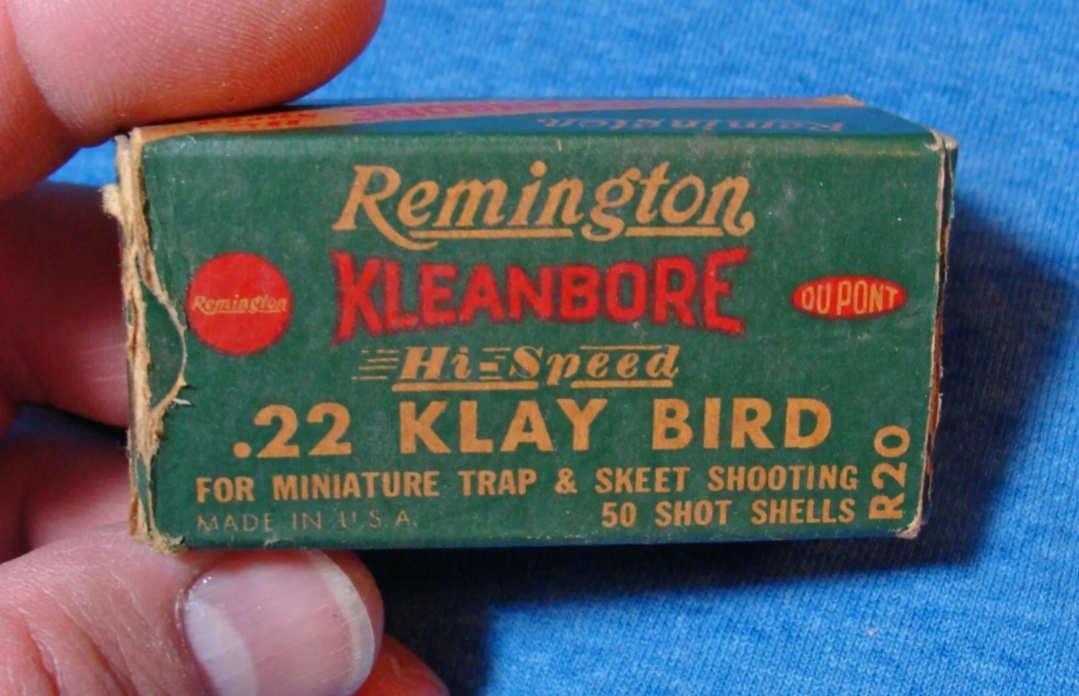 Remington
Remington
KLEANBORE
Remington
DU PONT
Hi-Speed
.22 KLAY BIRD
FOR MINIATURE TRAP & SKEET SHOOTING
MADE IN U.S.A.
50 SHOT SHELLS
R20